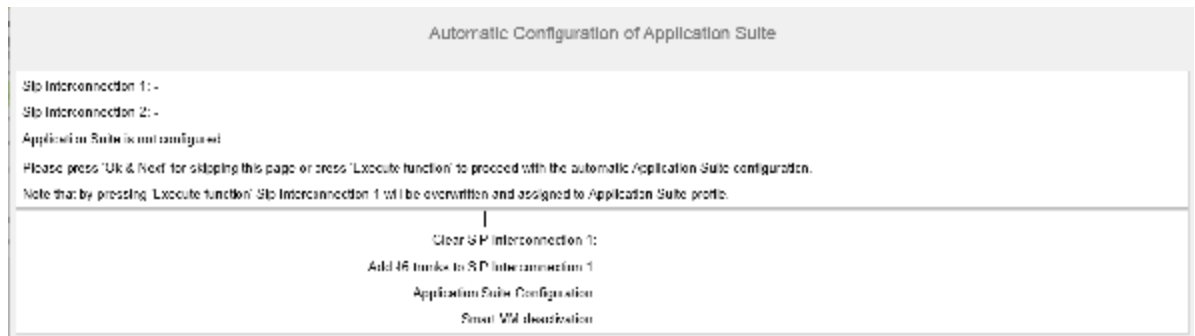 Automatic Configuration of Application Suite
Sip Interconnection 1: -
Sip Interconnection 2: -
Application Suite is not configured
Please press 'Ok & Next' for skipping this page or press 'Execute function' to proceed with the automatic Application Suite configuration.
Note that by pressing 'Execute function' Sip Interconnection 1 will be overwritten and assigned to Application Suite profile.
Clear SIP Interconnection 1:
Add trunks to SIP Interconnection 1
Application Suite Configuration
Smart VM deactivation